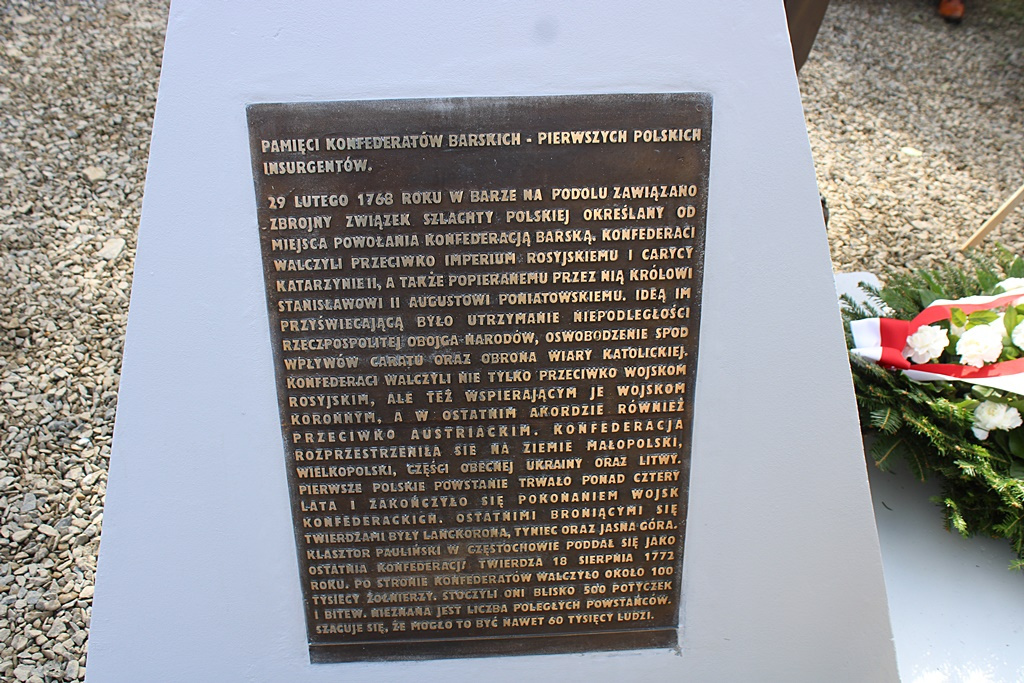 PAMIĘCI KONFEDERATÓW BARSKICH - PIERWSZYCH POLSKICH
INSURGENTÓW.
29 LUTEGO 1768 ROKU W BARZE NA PODOLU ZAWIĄZANO
ZBROJNY ZWIĄZEK SZLACHTY POLSKIEJ OKREŚLANY OD
MIEJSCA POWOŁANIA KONFEDERACJĄ BARSKĄ. KONFEDERACI
WALCZYLI PRZECIWKO IMPERIUM ROSYJSKIEMU I CARYCY
KATARZYNIE II, A TAKŻE POPIERANEMU PRZEZ NIĄ KRÓLOWI
STANISŁAWOWI II AUGUSTOWI PONIATOWSKIEMU. IDEĄ IM
PRZYŚWIECAJĄCĄ BYŁO UTRZYMANIE NIEPODLEGŁOŚCI
RZECZPOSPOLITEJ OBOJGA NARODÓW, OSWOBODZENIE SPOD
WPŁYWÓW CARATU ORAZ OBRONA WIARY KATOLICKIEJ.
KONFEDERACI WALCZYLI NIE TYLKO PRZECIWKO WOJSKOM
ROSYJSKIM, ALE TEŻ WSPIERAJĄCYM JE WOJSKOM
KORONNYM, A W OSTATNIM AKORDZIE RÓWNIEŻ
PRZECIWKO AUSTRIACKIM. KONFEDERACJA
ROZPRZESTRZENIŁA SIĘ NA ZIEMIE MAŁOPOLSKI,
WIELKOPOLSKI, CZĘŚCI OBECNEJ UKRAINY ORAZ LITWY.
PIERWSZE POLSKIE POWSTANIE TRWAŁO PONAD CZTERY
LATA I ZAKOŃCZYŁO SIĘ POKONANIEM WOJSK
KONFEDERACKICH. OSTATNIMI BRONIĄCYMI SIĘ
TWIERDZAMI BYŁY LANCKORONA, TYNIEC ORAZ JASNA GÓRA.
KLASZTOR PAULIŃSKI W CZĘSTOCHOWIE PODDAŁ SIĘ JAKO
OSTATNIA KONFEDERACJI TWIERDZA 18 SIERPNIA 1772
ROKU. PO STRONIE KONFEDERATÓW WALCZYŁO OKOŁO 100
TYSIĘCY ŻOŁNIERZY. STOCZYLI ONI BLISKO 500 POTYCZEK
I BITEW. NIEZNANA JEST LICZBA POLEGŁYCH POWSTAŃCÓW.
SZACUJE SIĘ, ŻE MOGŁO TO BYĆ NAWET 60 TYSIĘCY LUDZI.